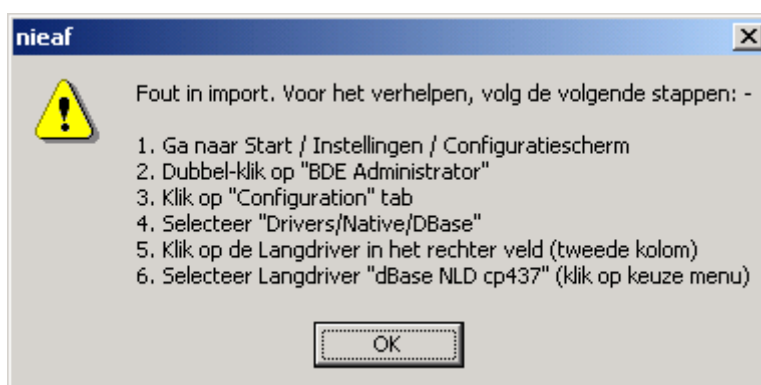 nieaf
Fout in import. Voor het verhelpen, volg de volgende stappen: -
1. Ga naar Start / Instellingen / Configuratiescherm
2. Dubbel-klik op "BDE Administrator"
3. Klik op "Configuration" tab
4. Selecteer "Drivers/Native/DBase"
5. Klik op de Langdriver in het rechter veld (tweede kolom)
6. Selecteer Langdriver "dBase NLD cp437" (klik op keuze menu)
OK